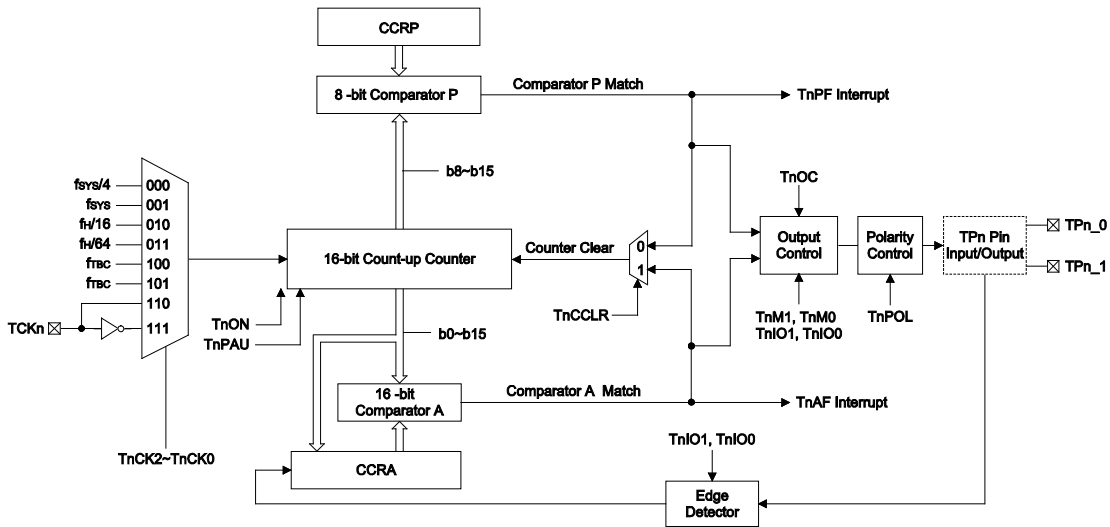 CCRP
8 -bit Comparator P
Comparator P Match
TnPF Interrupt
b8~b15
fSYS/4
000
fSYS
001
fH/16
010
fH/64
011
fTBC
100
fTBC
101
110
TCKn
111
TnCK2~TnCK0
16-bit Count-up Counter
TnON
TnPAU
Counter Clear
0
1
TnCCLR
TnOC
Output
Control
TnM1, TnM0
TnIO1, TnIO0
Polarity
Control
TnPOL
TPn Pin
Input/Output
TPn_0
TPn_1
b0~b15
16 -bit
Comparator A
Comparator A Match
TnAF Interrupt
CCRA
TnIO1, TnIO0
Edge
Detector